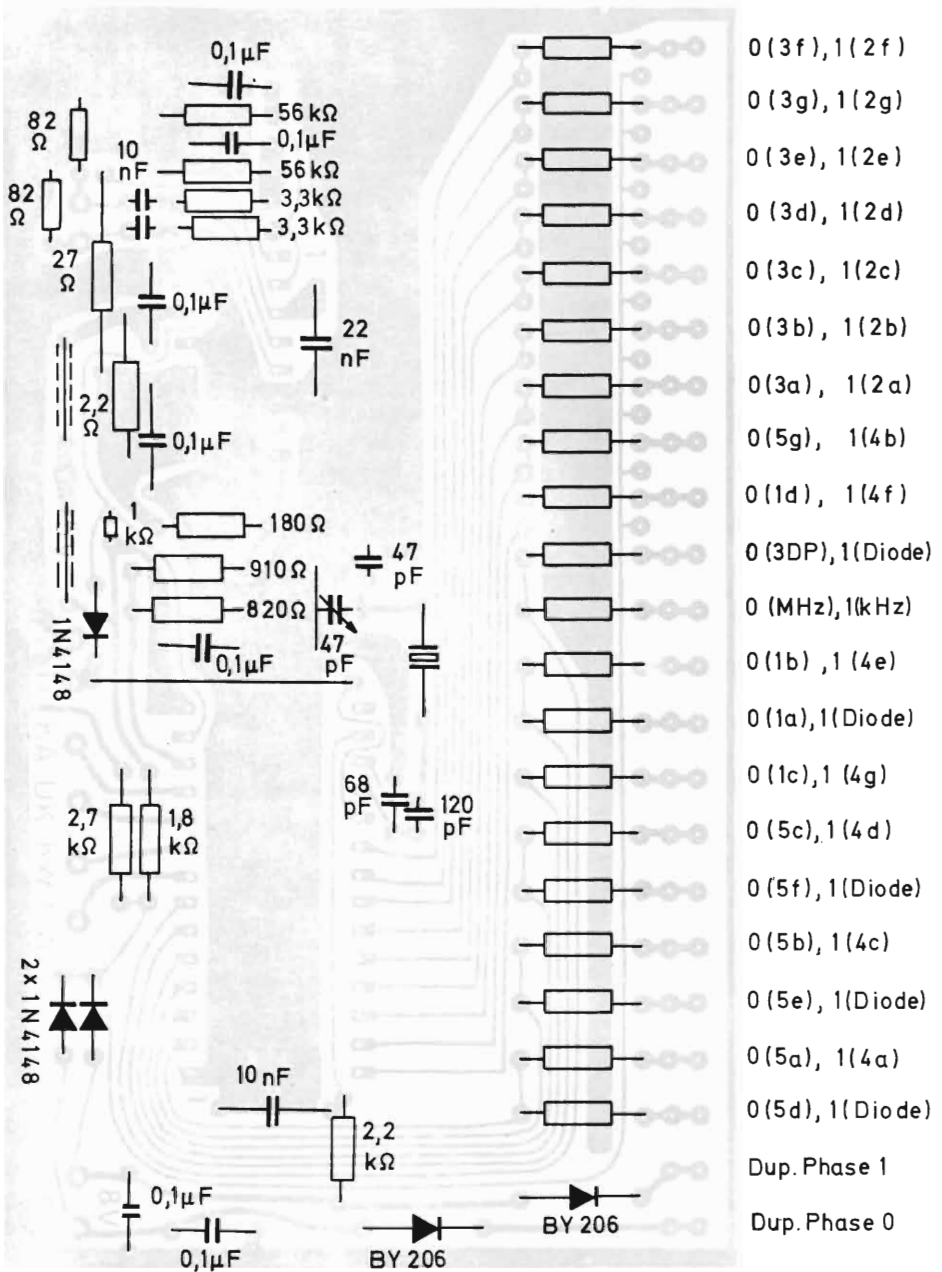 0,1µF
56 kΩ
82
Ω
10
nF
0,1µF
56kΩ
82
Ω
3,3kΩ
3,3kΩ
27
Ω
0,1µF
22
nF
2,2
Ω
0,1µF
1
kΩ
180Ω
47
pF
910Ω
820Ω
47
pF
1N4148
0,1µF
68
pF
120
pF
2,7
kΩ
1,8
kΩ
2x1N4148
10nF
2,2
kΩ
0,1µF
0,1µF
BY 206
BY 206
0(3f),1(2f)
0(3g), 1(2g)
0(3e), 1(2e)
0(3d), 1(2d)
0(3c), 1(2c)
0(3b), 1(2b)
0(3a), 1(2a)
0(5g), 1(4b)
0(1d), 1(4f)
0(3DP),1(Diode)
0(MHz),1(kHz)
0(1b) ,1 (4e)
0(1a),1(Diode)
0(1c),1 (4g)
0(5c),1(4d)
0(5f),1(Diode)
0(5b), 1(4c)
0(5e), 1(Diode)
0(5a), 1(4a)
0(5d), 1(Diode)
Dup. Phase 1
Dup. Phase 0